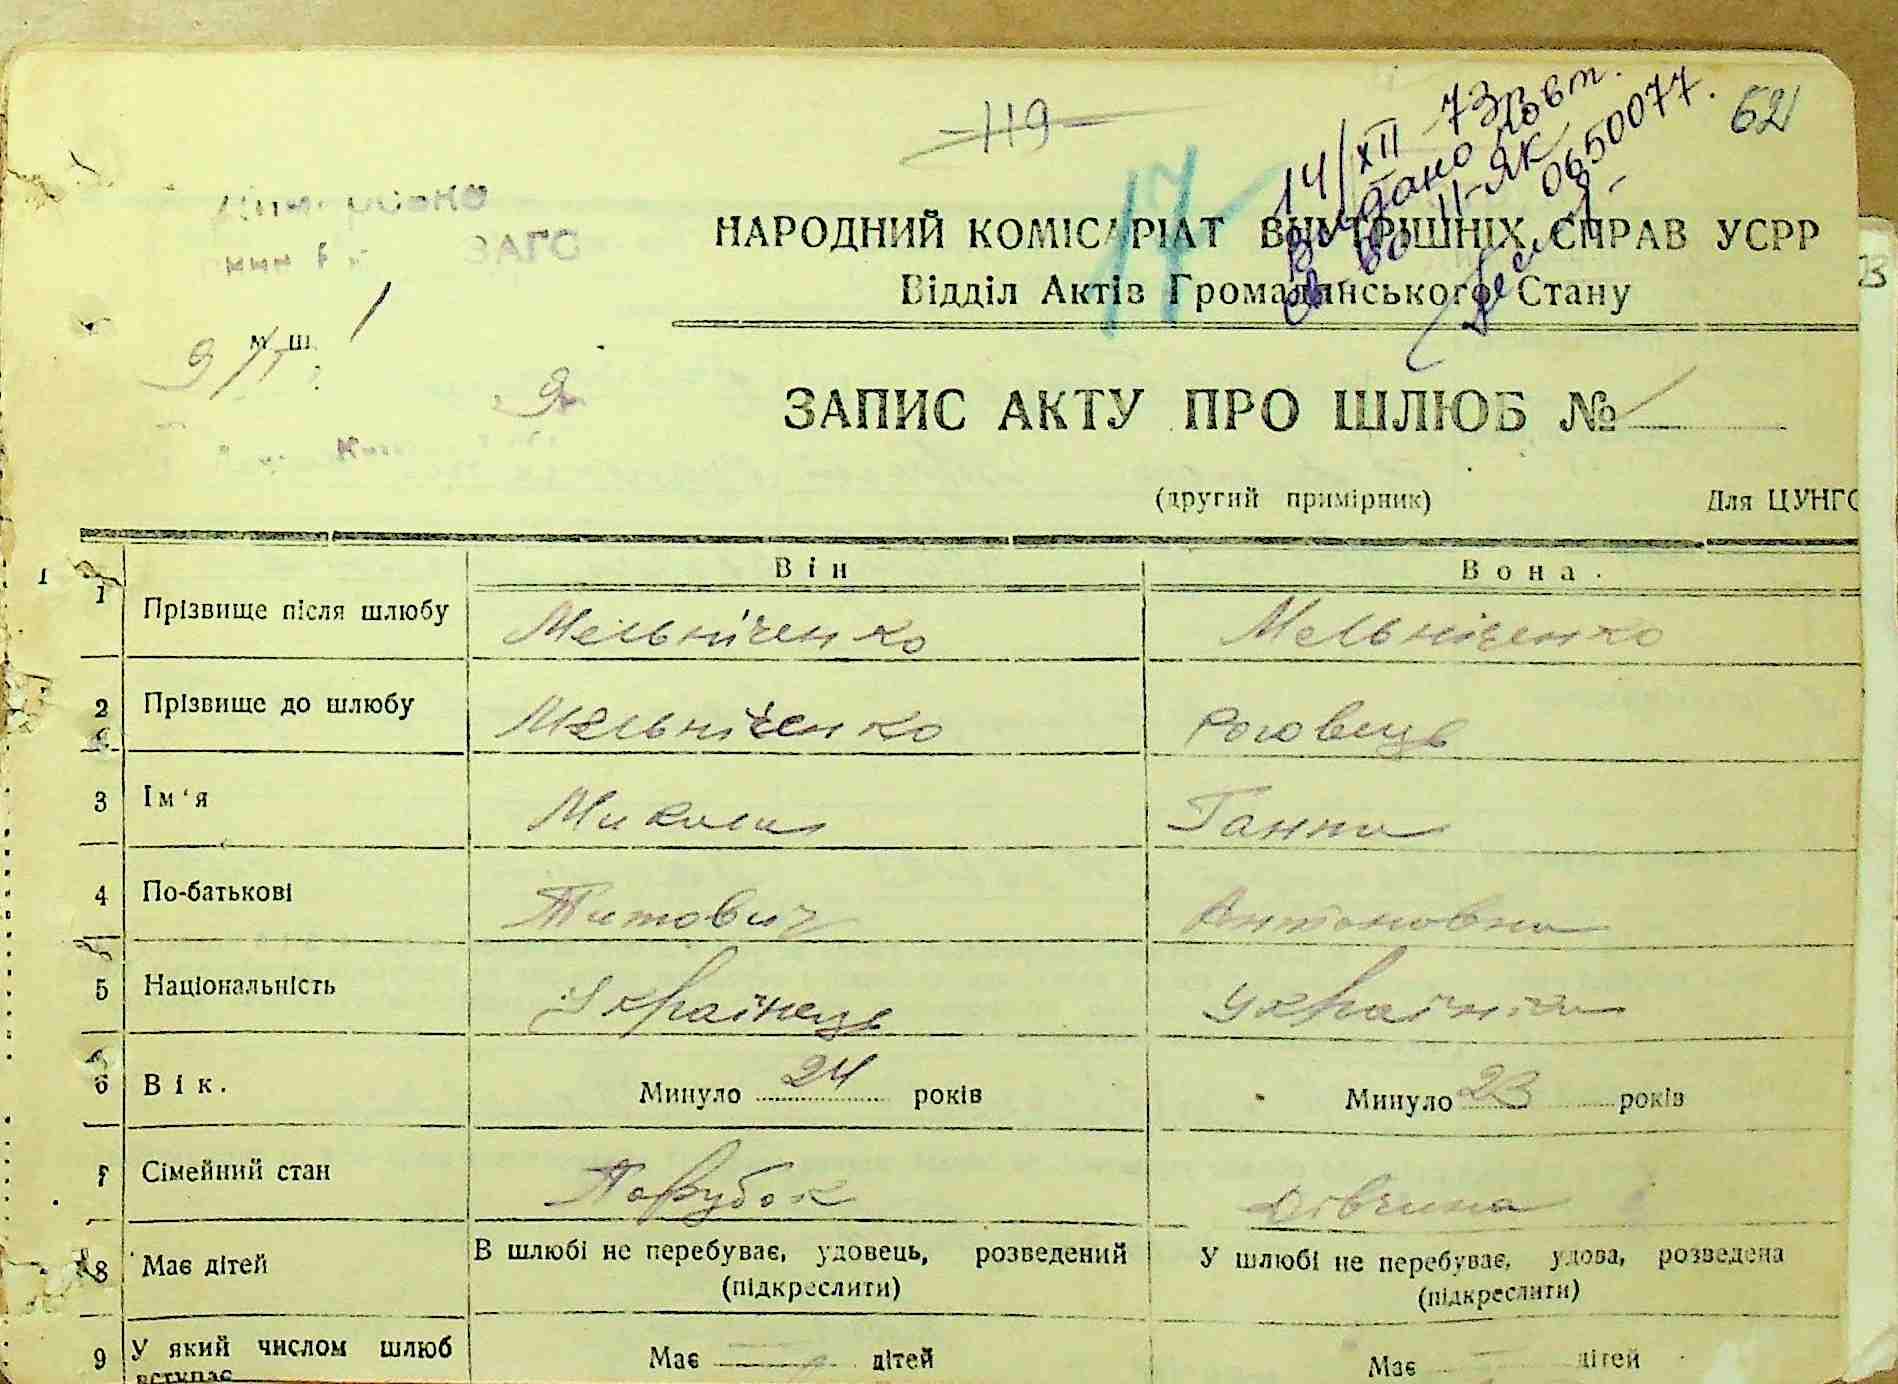 119
62
14/XII 73р
Видано повт.
св-во II-ЯК
0650077.
17
ЗАГС
НАРОДНИЙ КОМІСАРІАТ ВНУТРІШНІХ СПРАВ УСРР
Відділ Актів Громадянського Стану
ЗАПИС АКТУ ПРО ШЛЮБ №
(другий примірник) Для ЦУНГО
Він Вона.
1 Прізвище після шлюбу Мельніченко Мельніченко
2 Прізвище до шлюбу Мельніченко Роговець
3 Ім'я Микола Ганна
4 По-батькові Титович Антоновна
5 Національність Українець Українка
6 Вік. Минуло 24 років Минуло 23 років
7 Сімейний стан Парубок Дівчина
8 Має дітей В шлюбі не перебуває, удовець, розведений У шлюбі не перебуває, удова, розведена
(підкреслити) (підкреслити)
9 У який числом шлюб Має дітей Має дітей
вступає